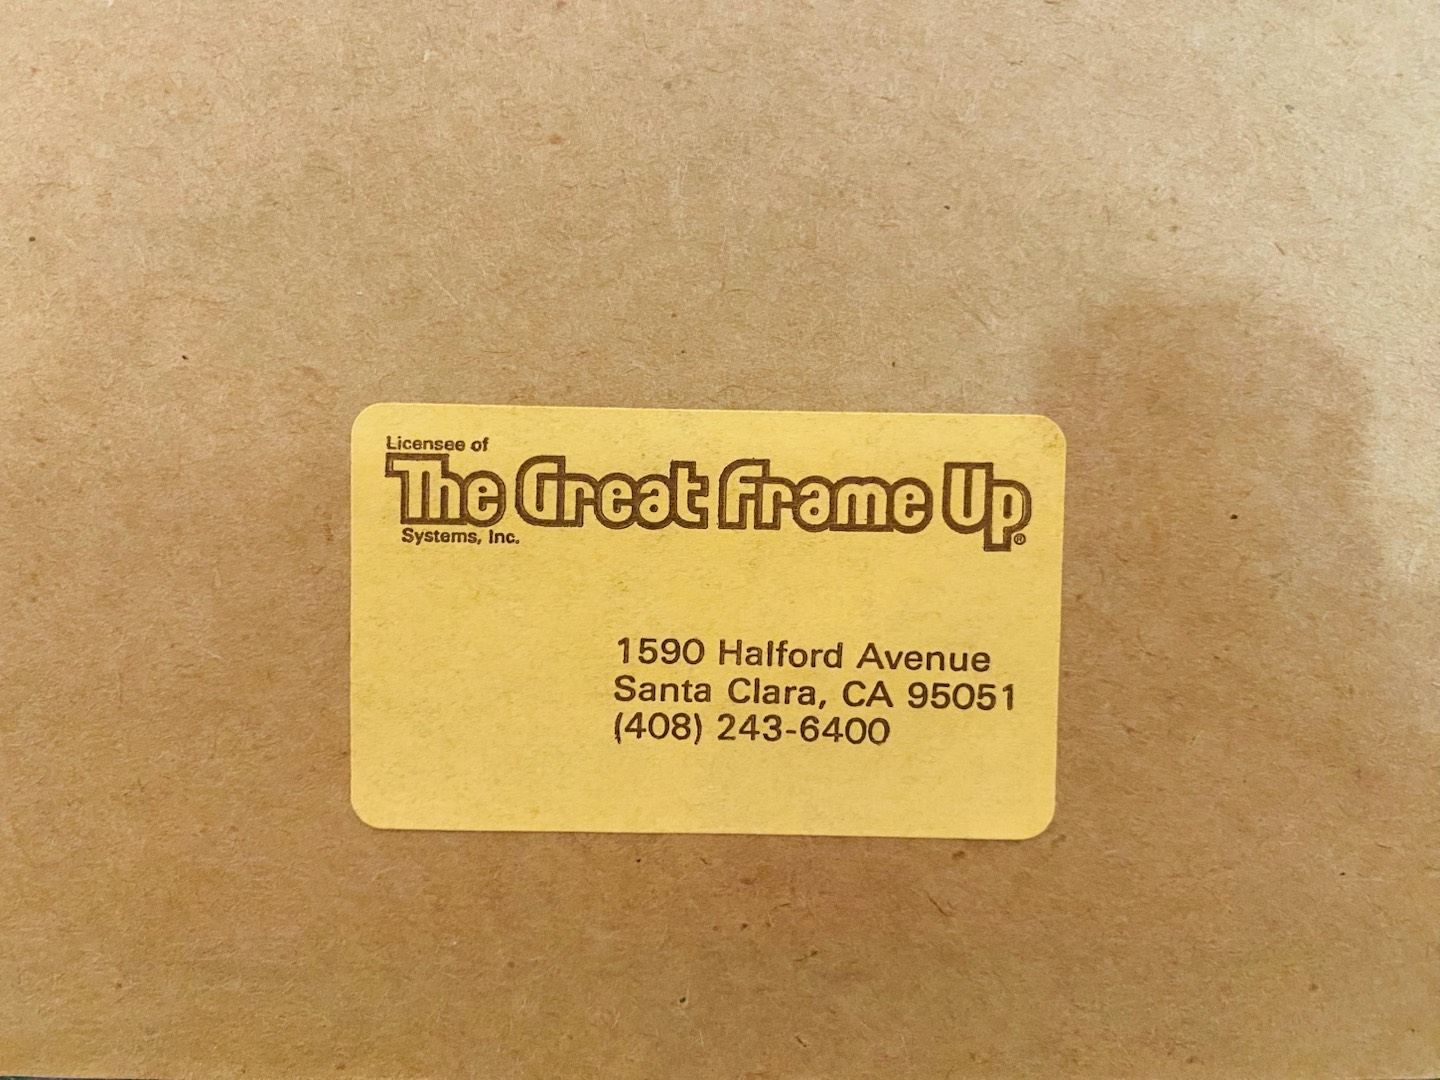 Licensee of
The Great Frame Up®
Systems, Inc.
1590 Halford Avenue
Santa Clara, CA 95051
(408) 243-6400